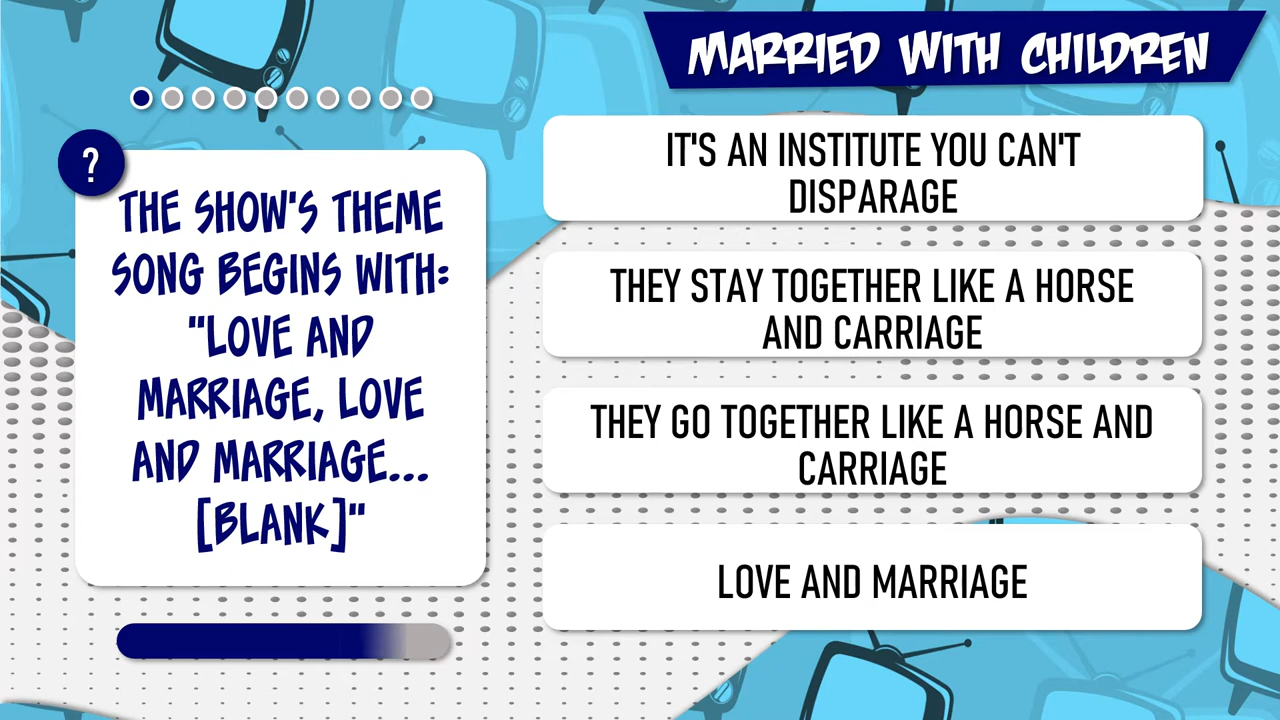 MARRIED WITH CHILDREN
?
THE SHOW'S THEME
SONG BEGINS WITH:
"LOVE AND
MARRIAGE, LOVE
AND MARRIAGE...
[BLANK]"
IT'S AN INSTITUTE YOU CAN'T
DISPARAGE
THEY STAY TOGETHER LIKE A HORSE
AND CARRIAGE
THEY GO TOGETHER LIKE A HORSE AND
CARRIAGE
LOVE AND MARRIAGE